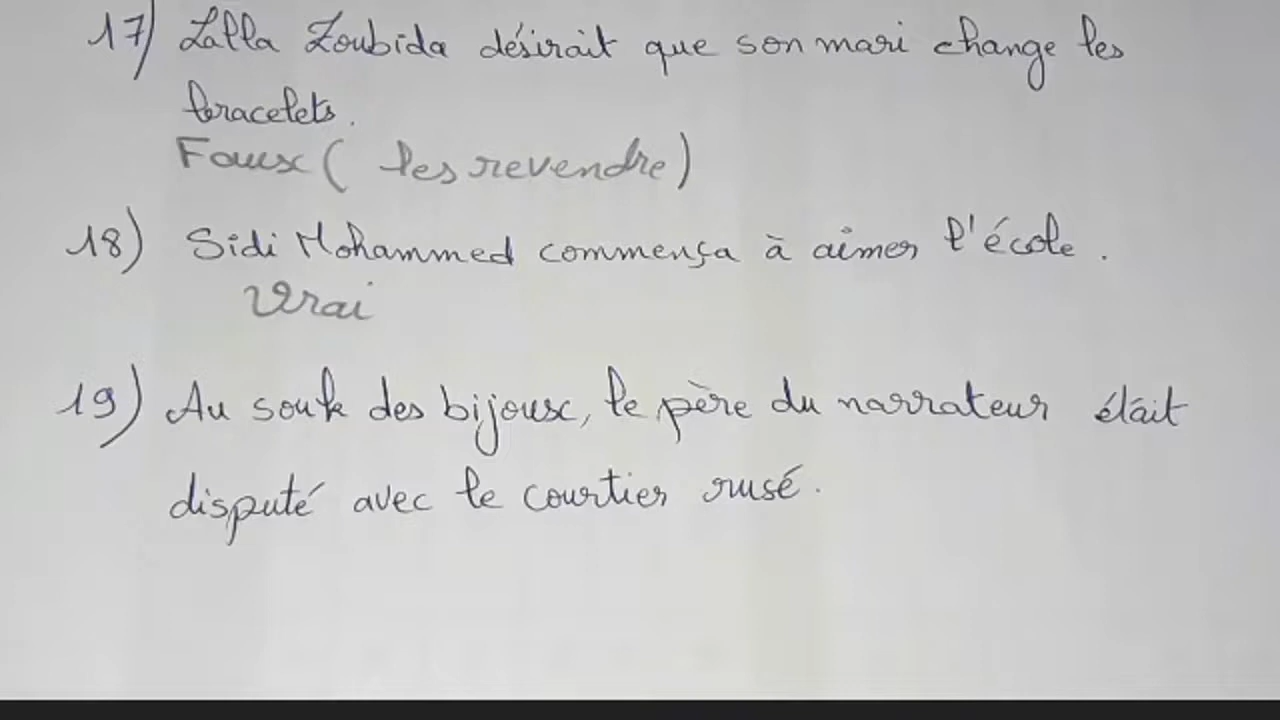 17) Lalla Zoubida désirait que son mari change les
bracelets.
Faux ( les revendre)
18) Sidi Mohammed commença à aimer l'école.
Vrai
19) Au souk des bijoux, le père du narrateur était
disputé avec le courtier rusé.